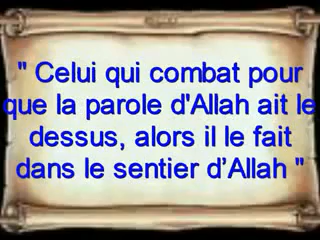 " Celui qui combat pour
que la parole d'Allah ait le
dessus, alors il le fait
dans le sentier d’Allah "